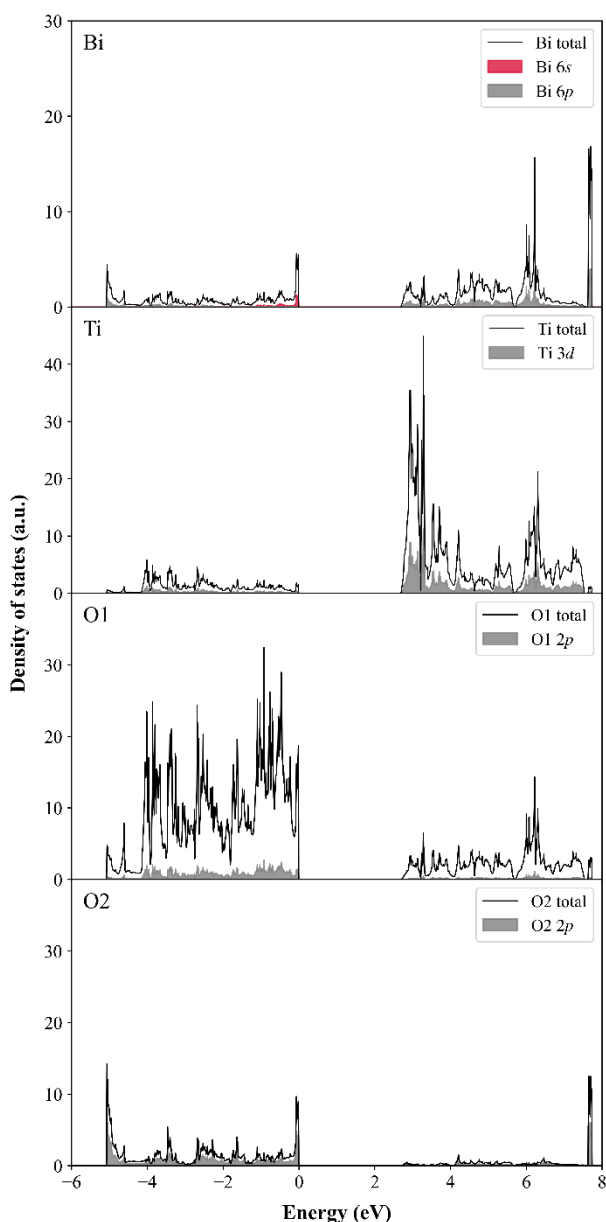 30
Bi
Bi total
Bi 6s
Bi 6p
20
10
0
Ti
Ti total
Ti 3d
40
30
20
10
0
Density of states (a.u.)
O1
O1 total
O1 2p
30
20
10
0
O2
O2 total
O2 2p
30
20
10
0
−6 −4 −2 0 2 4 6 8
Energy (eV)